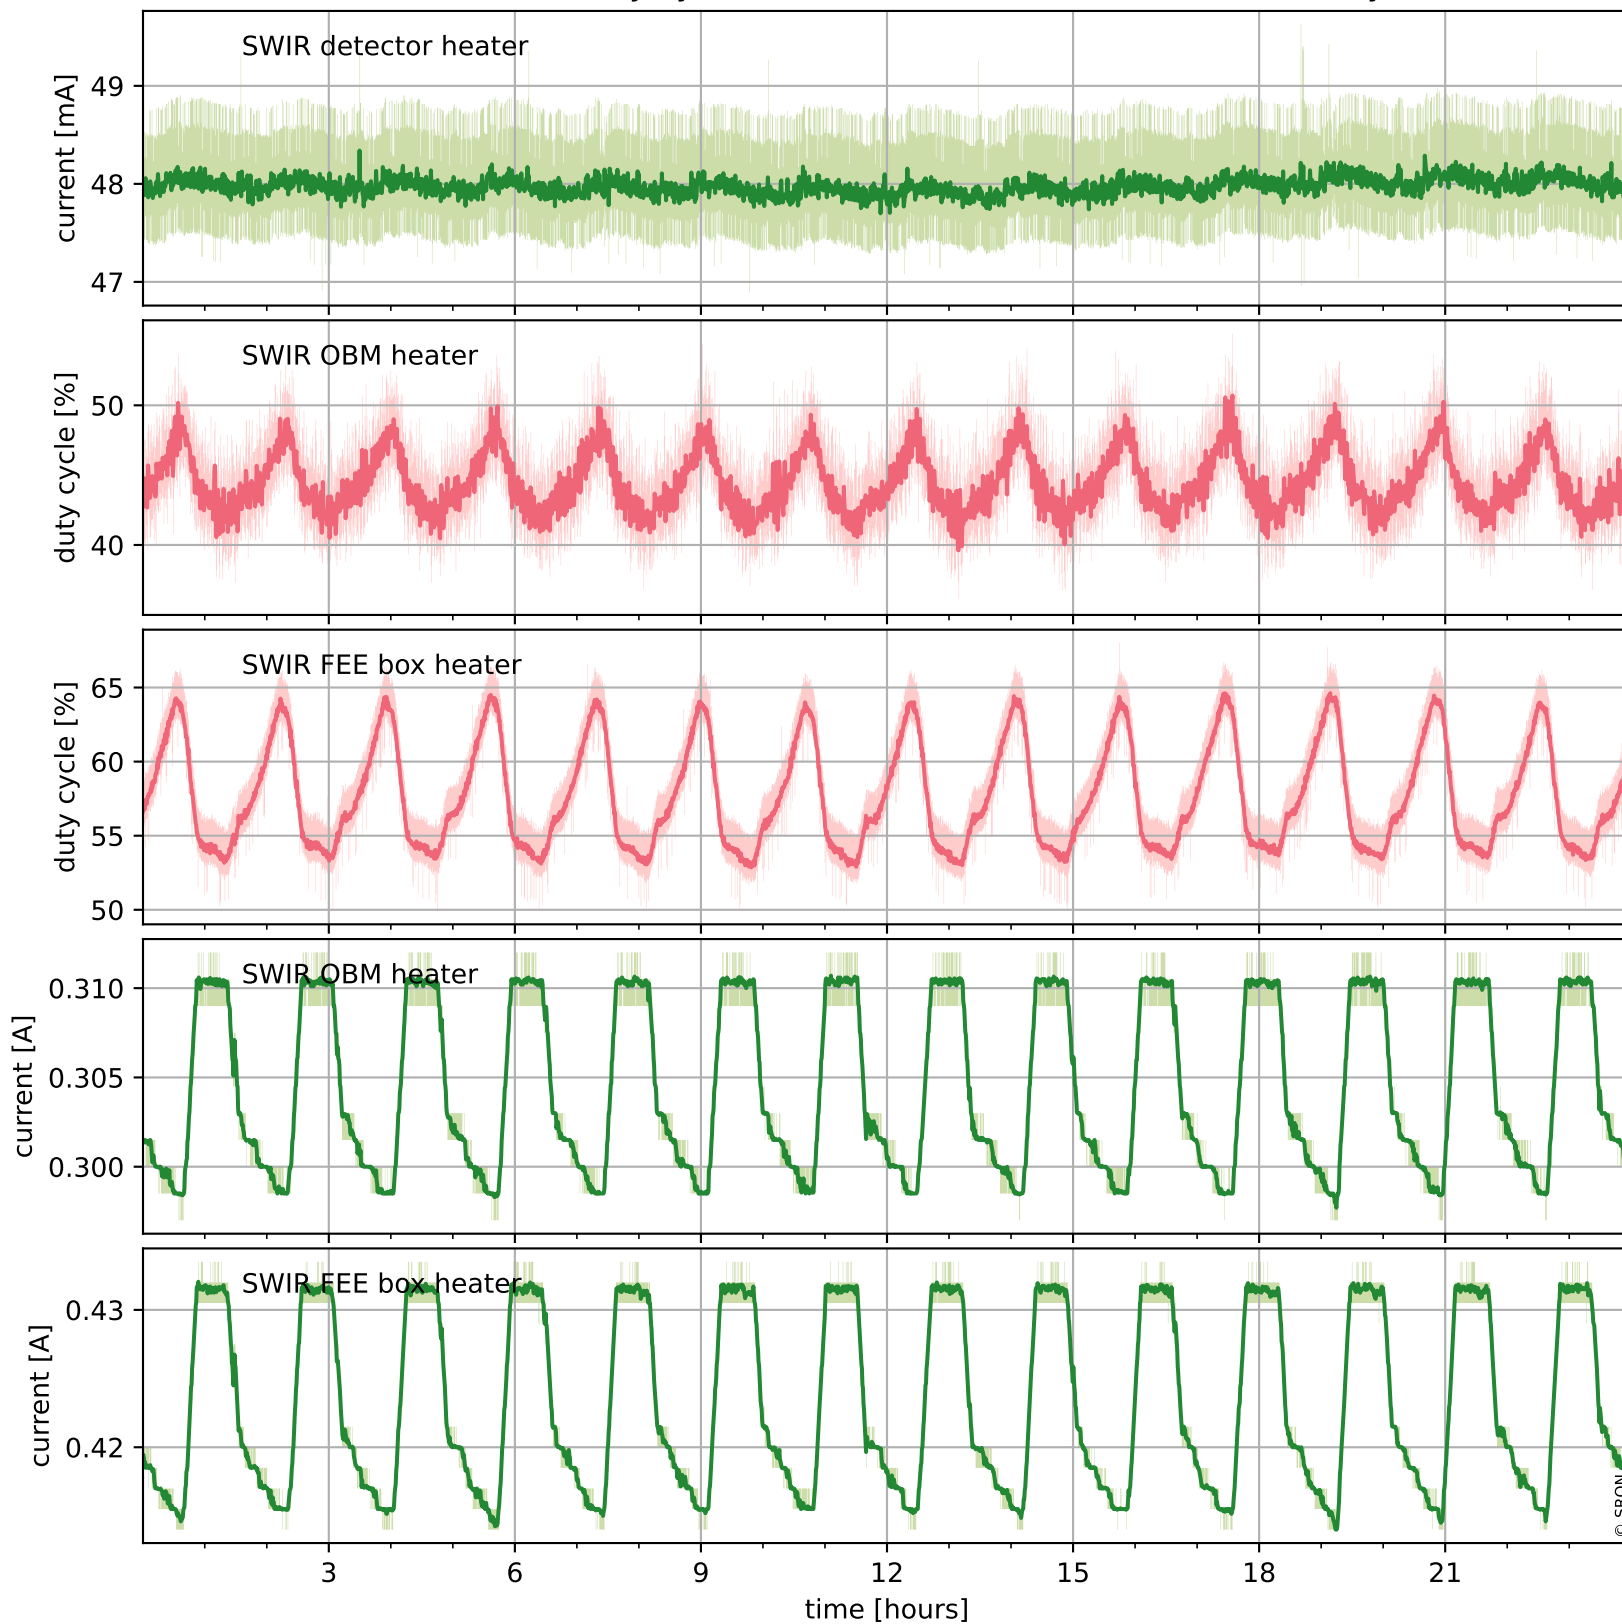 SWIR detector heater
current [mA]
49
48
47
SWIR OBM heater
duty cycle [%]
50
40
SWIR FEE box heater
duty cycle [%]
65
60
55
50
SWIR OBM heater
current [A]
0.310
0.305
0.300
SWIR FEE box heater
current [A]
0.43
0.42
© SRON
3 6 9 12 15 18 21
time [hours]